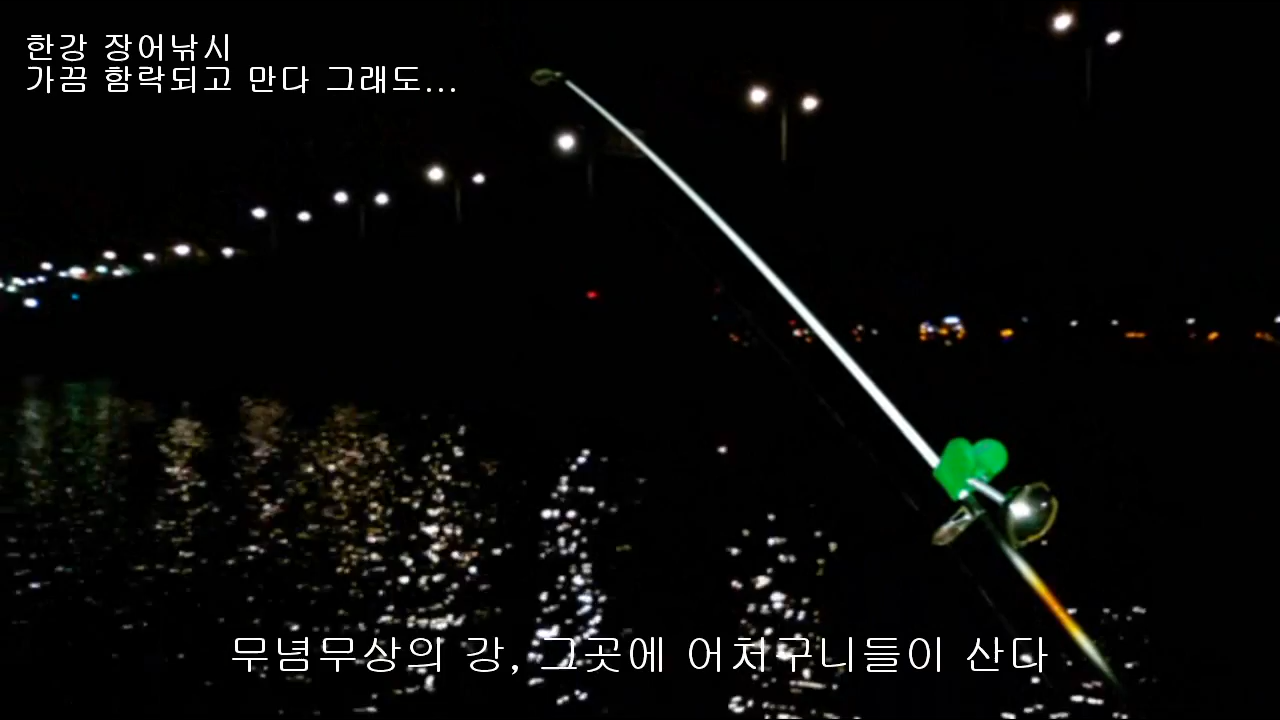 한강 장어낚시
가끔 함락되고 만다 그래도...
무념무상의 강, 그곳에 어처구니들이 산다